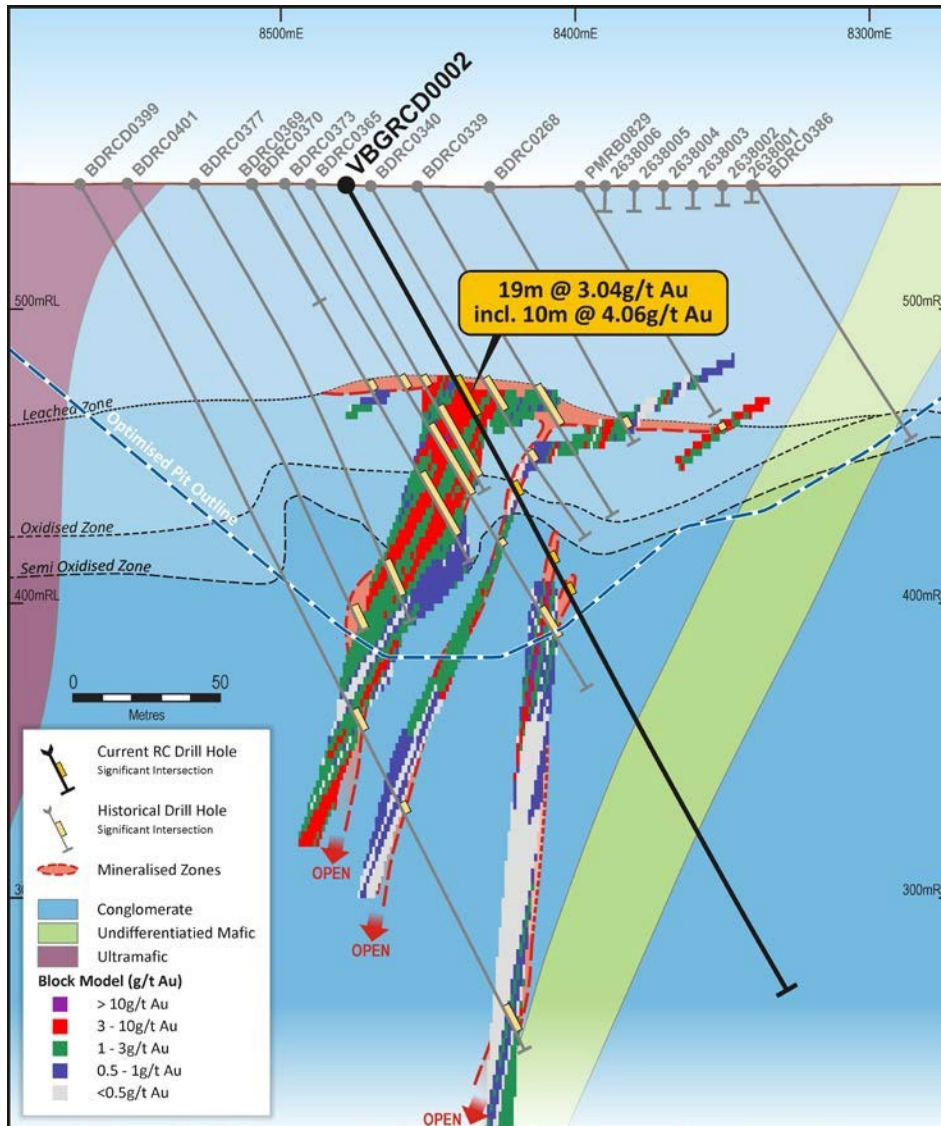 8500mE
8400mE
8300mE
BDRCD0399
BDRC0401
BDRC0377
BDRC0369
BDRC0370
BDRC0373
BDRC0365
VBGRCD0002
BDRC0340
BDRC0339
BDRC0268
PMRB0829
2638006
2638005
2638004
2638003
2638002
2638001
BDRC0386
500mRL
500mRL
19m @ 3.04g/t Au
incl. 10m @ 4.06g/t Au
Leached Zone
Optimised Pit Outline
Oxidised Zone
Semi Oxidised Zone
400mRL
400mRL
0 50
Metres
Current RC Drill Hole
Significant Intersection
Historical Drill Hole
Significant Intersection
Mineralised Zones
Conglomerate
Undifferentiatied Mafic
Ultramafic
Block Model (g/t Au)
> 10g/t Au
3 - 10g/t Au
1 - 3g/t Au
0.5 - 1g/t Au
<0.5g/t Au
OPEN
OPEN
OPEN
300mRL